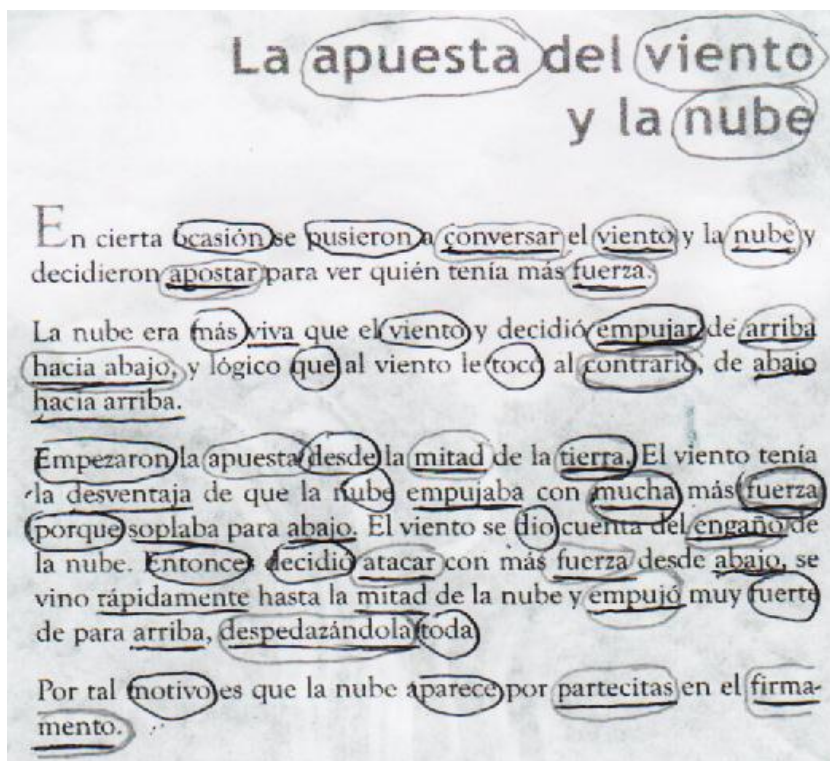 La apuesta del viento
y la nube
En cierta ocasión se pusieron a conversar el viento y la nube y
decidieron apostar para ver quién tenía más fuerza.
La nube era más viva que el viento y decidió empujar de arriba
hacia abajo, y lógico que al viento le tocó al contrario, de abajo
hacia arriba.
Empezaron la apuesta desde la mitad de la tierra. El viento tenía
la desventaja de que la nube empujaba con mucha más fuerza
porque soplaba para abajo. El viento se dio cuenta del engaño de
la nube. Entonces decidió atacar con más fuerza desde abajo, se
vino rápidamente hasta la mitad de la nube y empujó muy fuerte
de para arriba, despedazándola toda
Por tal motivo es que la nube aparece por partecitas en el firma-
mento.